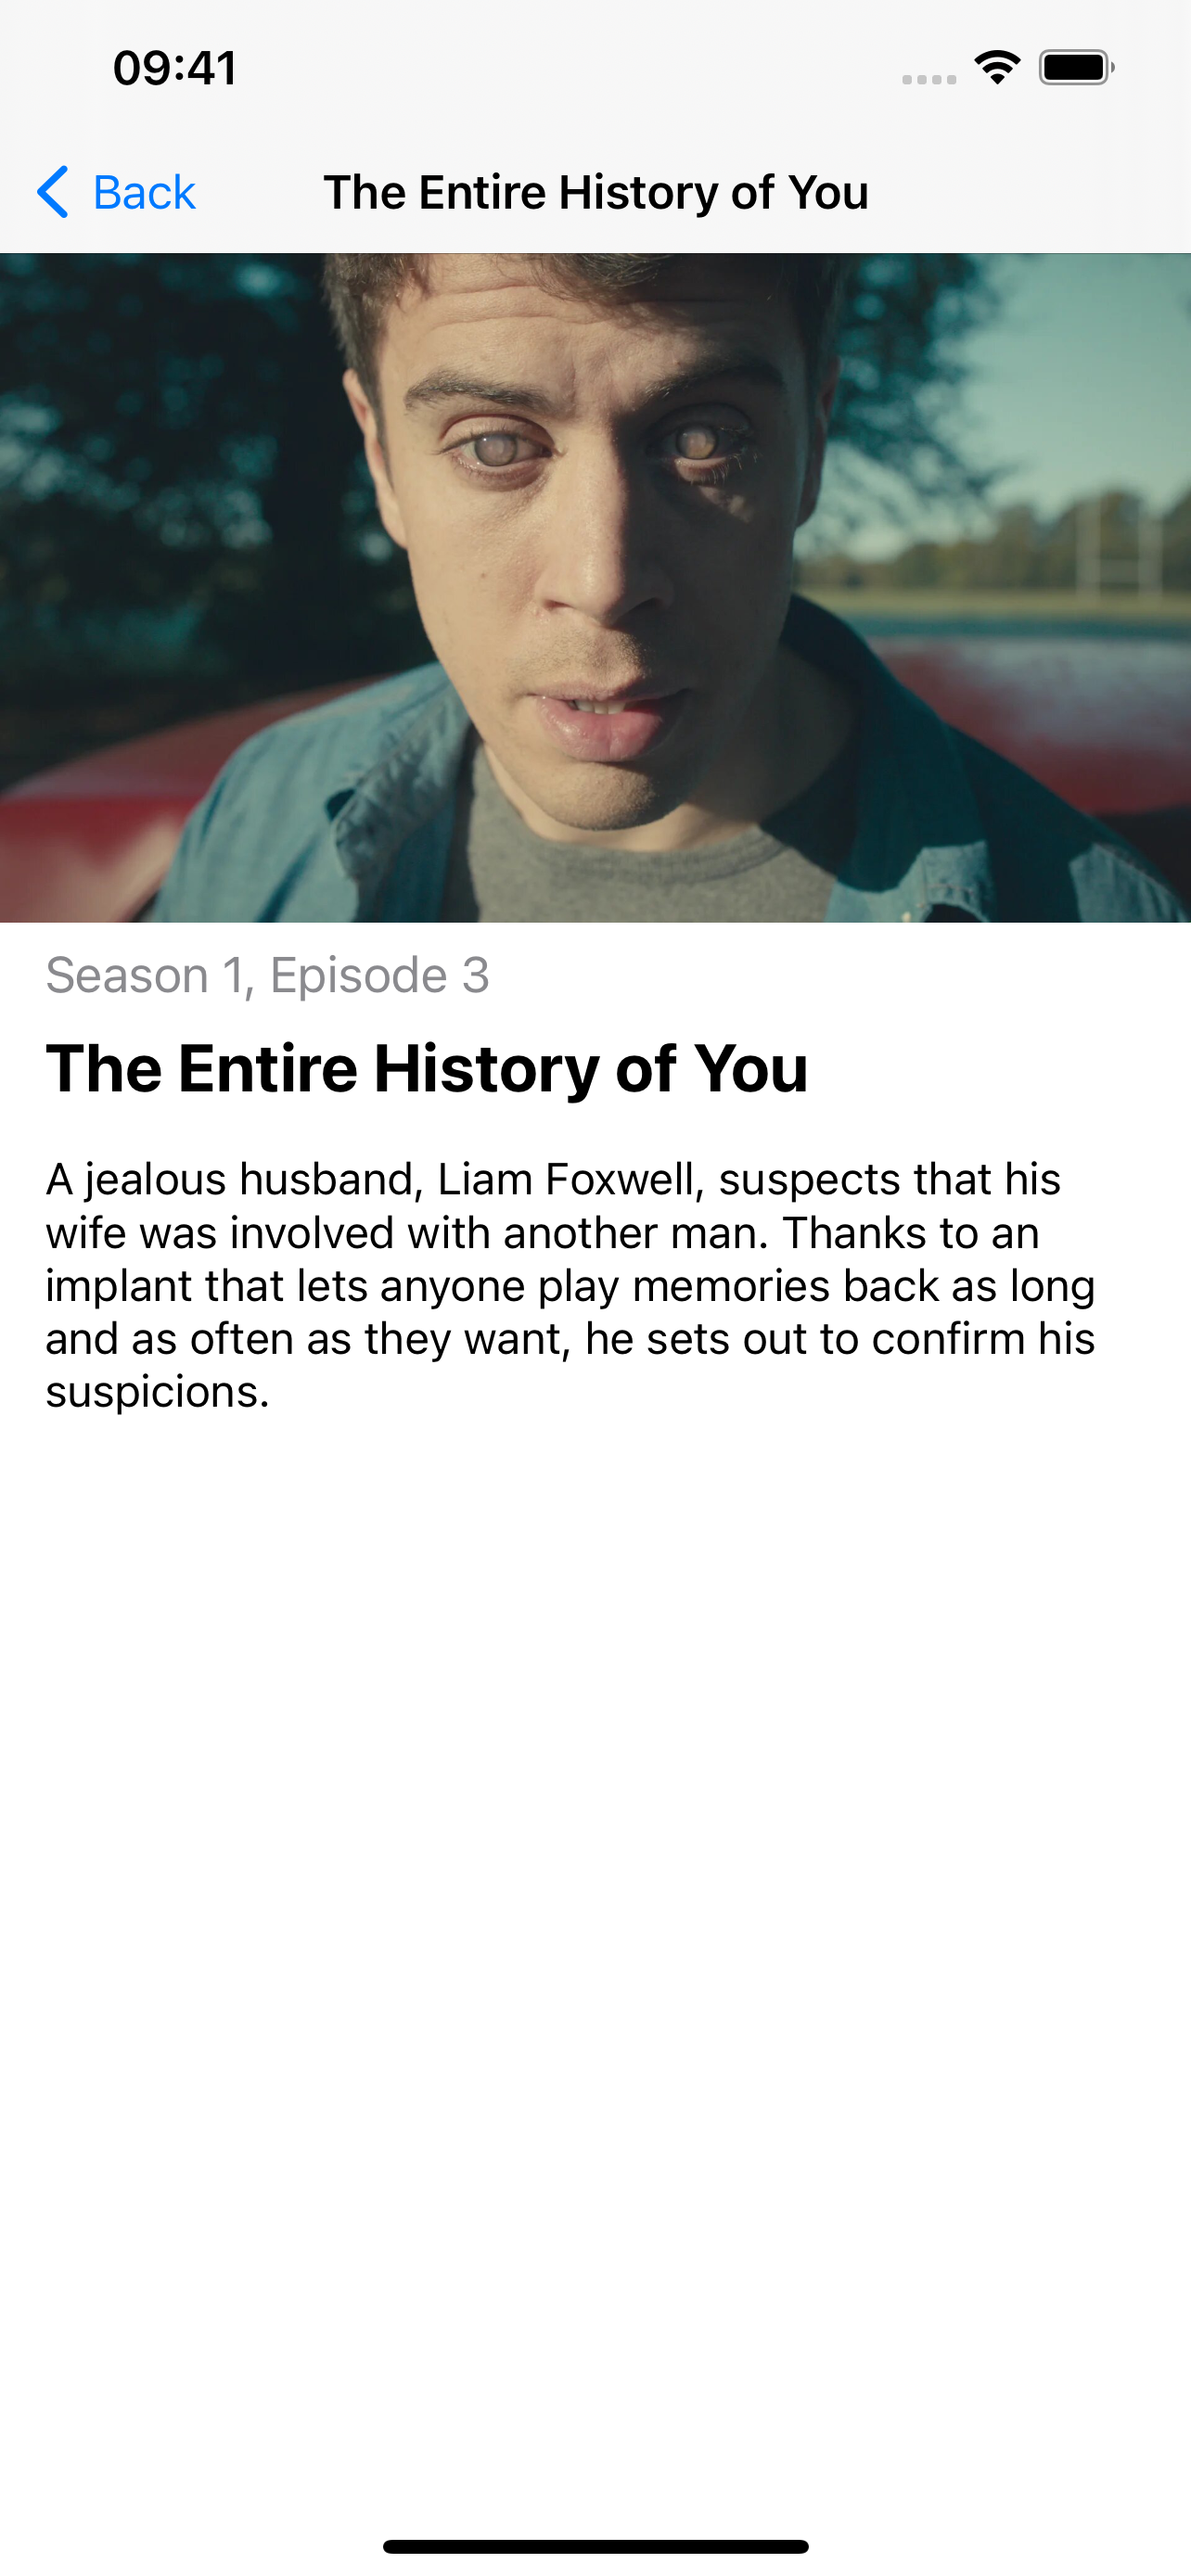 09:41
Back
The Entire History of You
Season 1, Episode 3
The Entire History of You
A jealous husband, Liam Foxwell, suspects that his
wife was involved with another man. Thanks to an
implant that lets anyone play memories back as long
and as often as they want, he sets out to confirm his
suspicions.